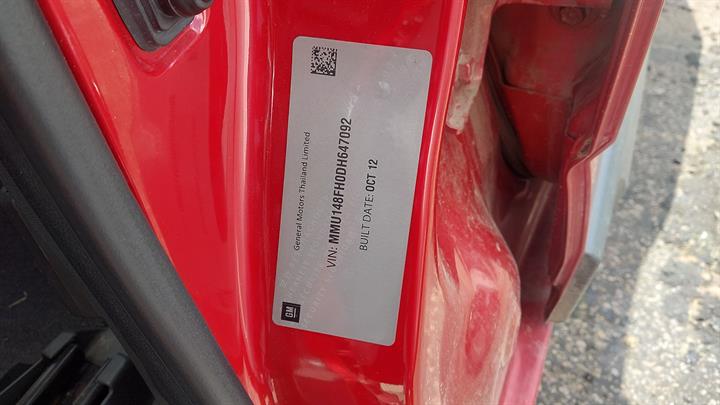 General Motors Thailand Limited
VIN: MMU148FH0DH647092
BUILT DATE: OCT 12
GM